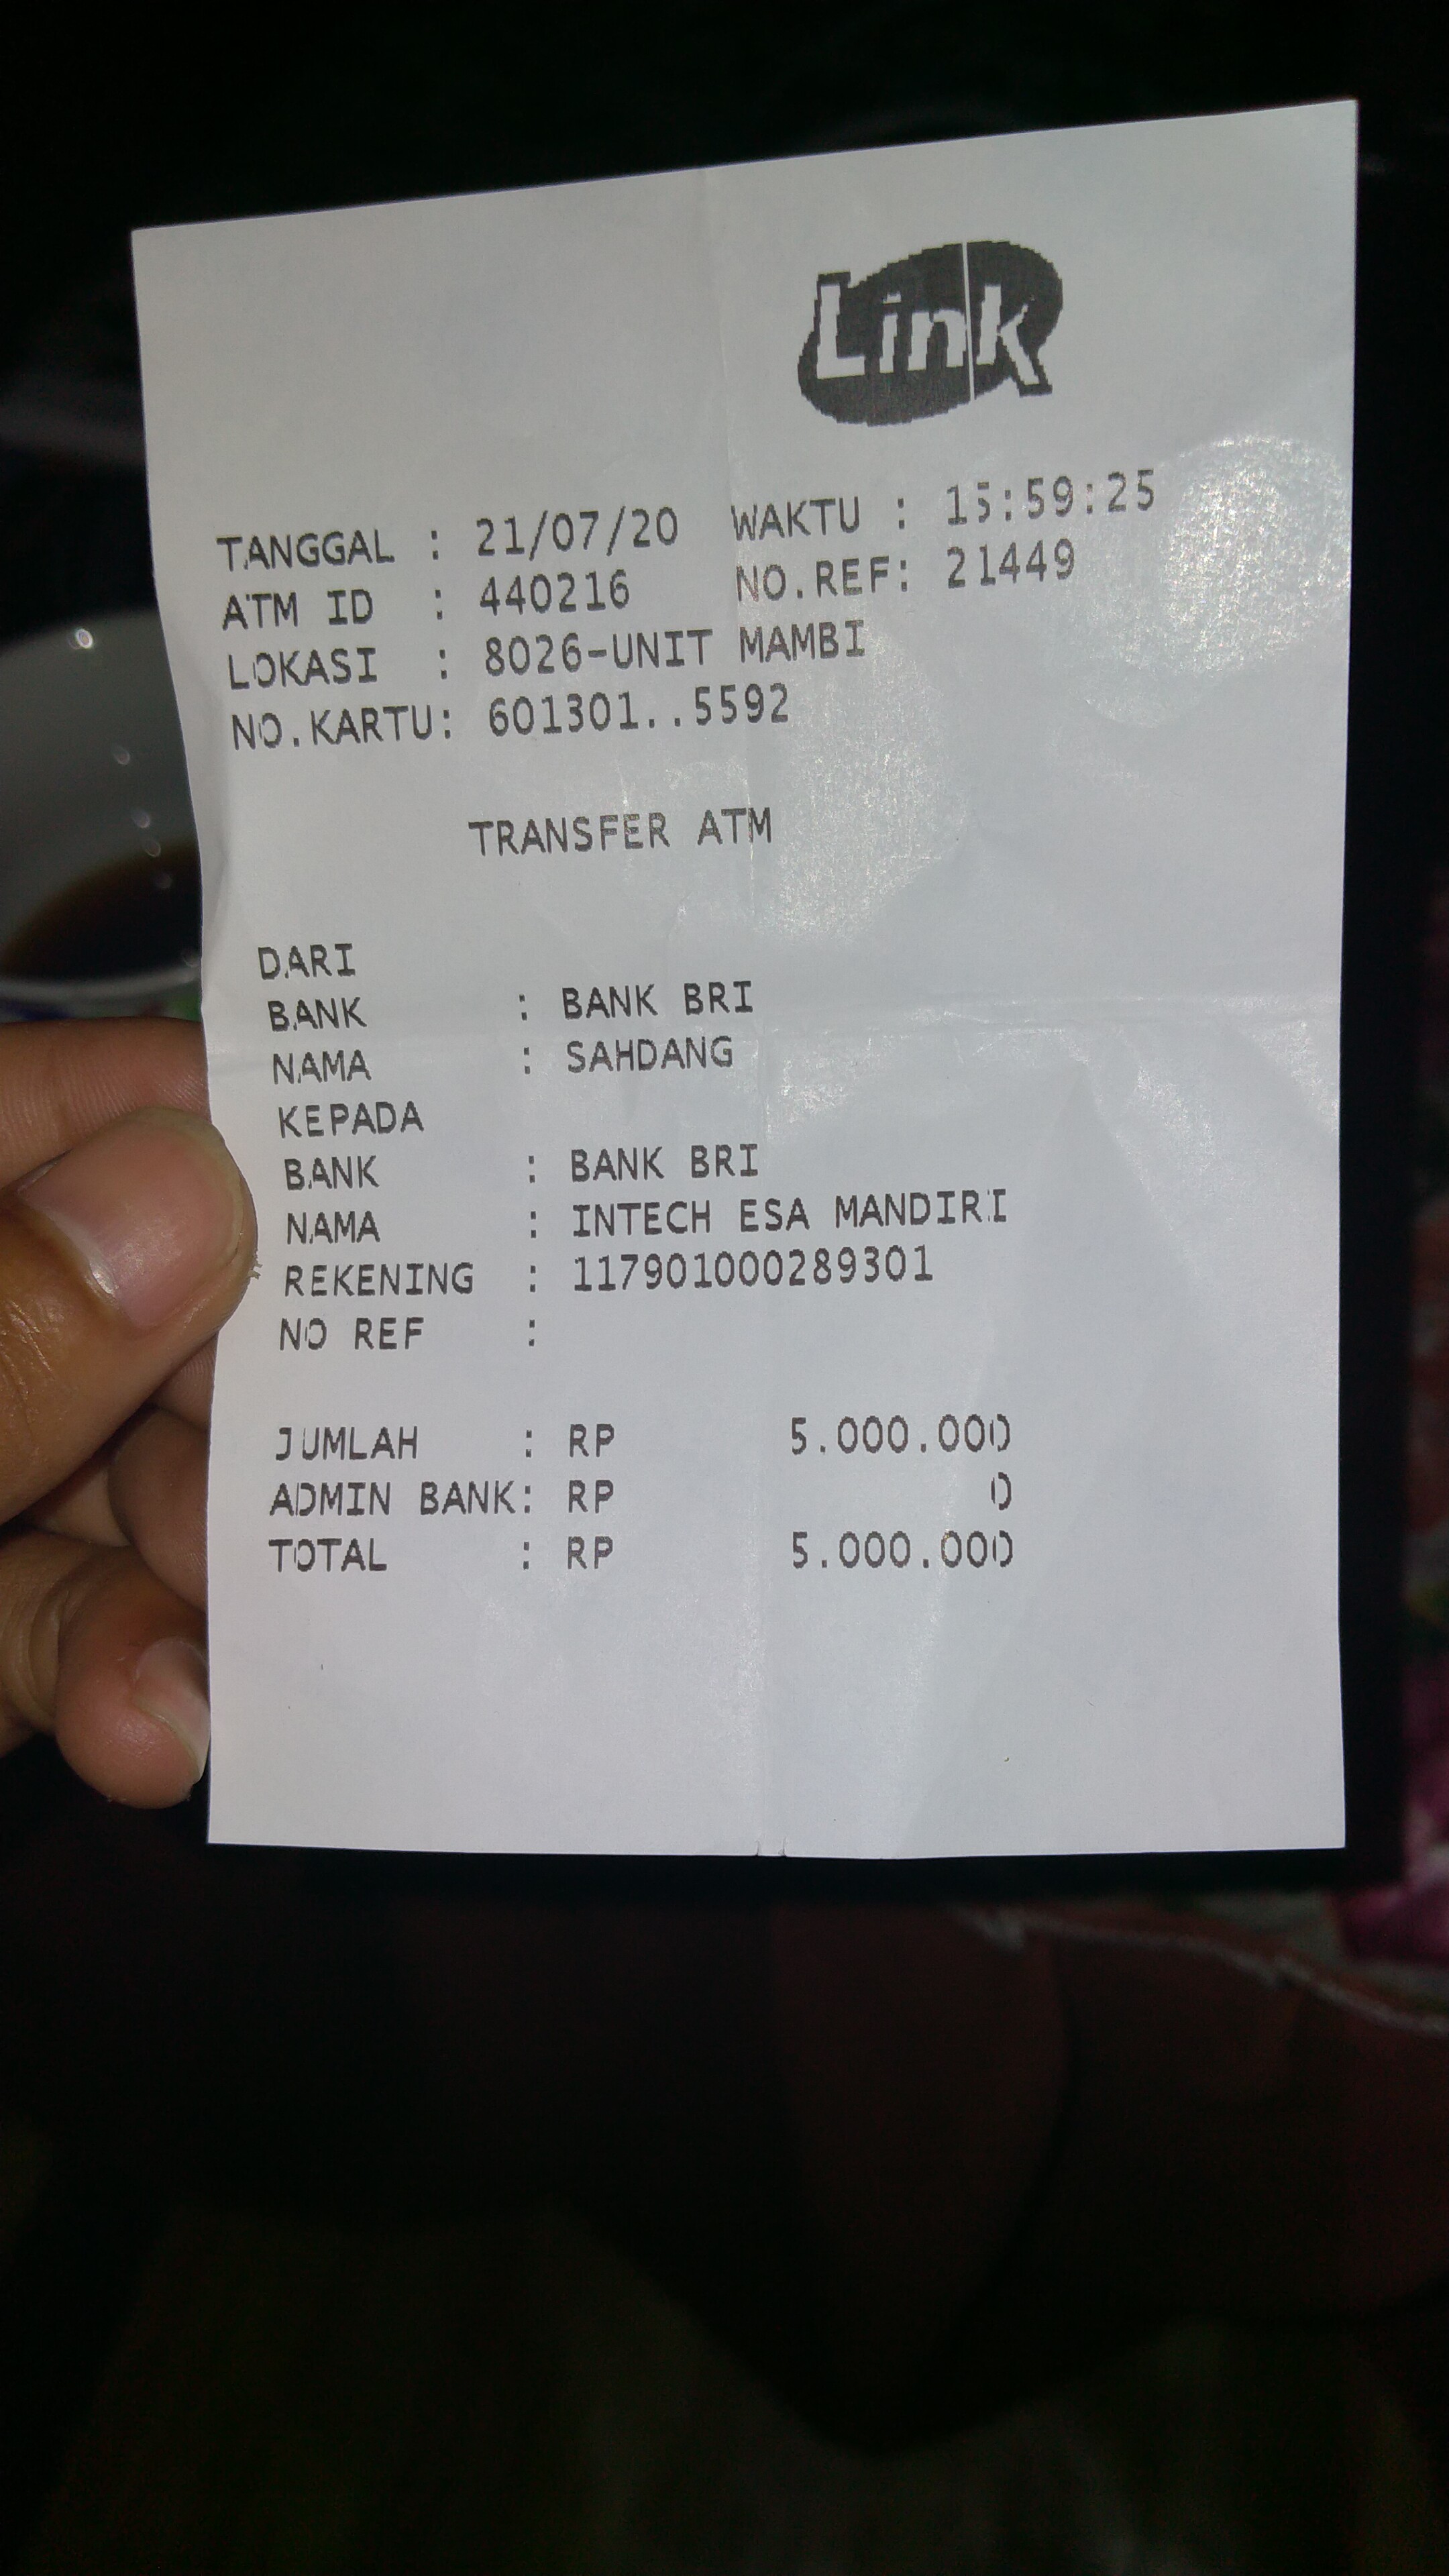 Link
TANGGAL : 21/07/20 WAKTU : 15:59:25
ATM ID : 440216 NO.REF: 21449
LOKASI : 8026-UNIT MAMBI
NO.KARTU: 601301..5592
TRANSFER ATM
DARI
BANK : BANK BRI
NAMA : SAHDANG
KEPADA
BANK : BANK BRI
NAMA : INTECH ESA MANDIRI
REKENING : 117901000289301
NO REF :
JUMLAH : RP 5.000.000
ADMIN BANK: RP 0
TOTAL : RP 5.000.000